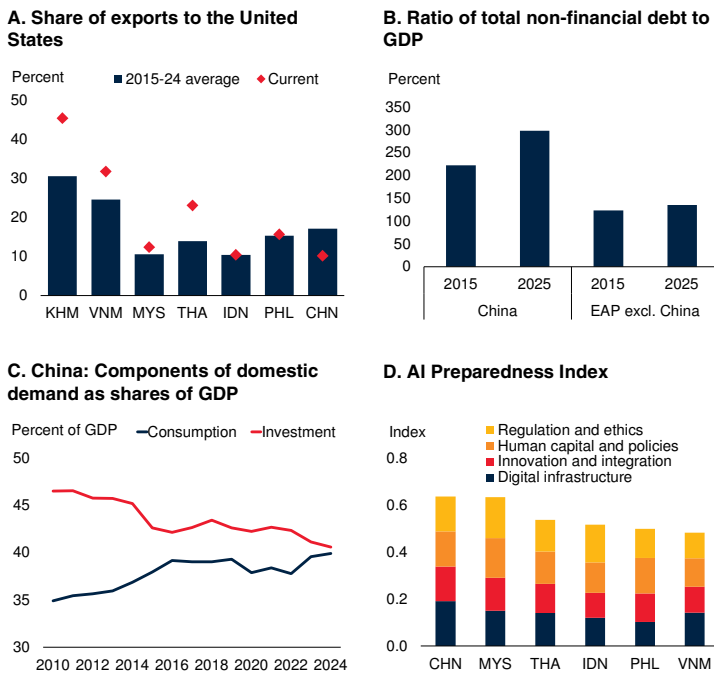 A. Share of exports to the United
States
Percent
2015-24 average
Current
50
40
30
20
10
0
KHM VNM MYS THA IDN PHL CHN
B. Ratio of total non-financial debt to
GDP
Percent
350
300
250
200
150
100
50
0
2015 2025 2015 2025
China EAP excl. China
C. China: Components of domestic
demand as shares of GDP
Percent of GDP
Consumption
Investment
50
45
40
35
30
2010 2012 2014 2016 2018 2020 2022 2024
D. AI Preparedness Index
Index
Regulation and ethics
Human capital and policies
Innovation and integration
Digital infrastructure
0.8
0.6
0.4
0.2
0.0
CHN MYS THA IDN PHL VNM